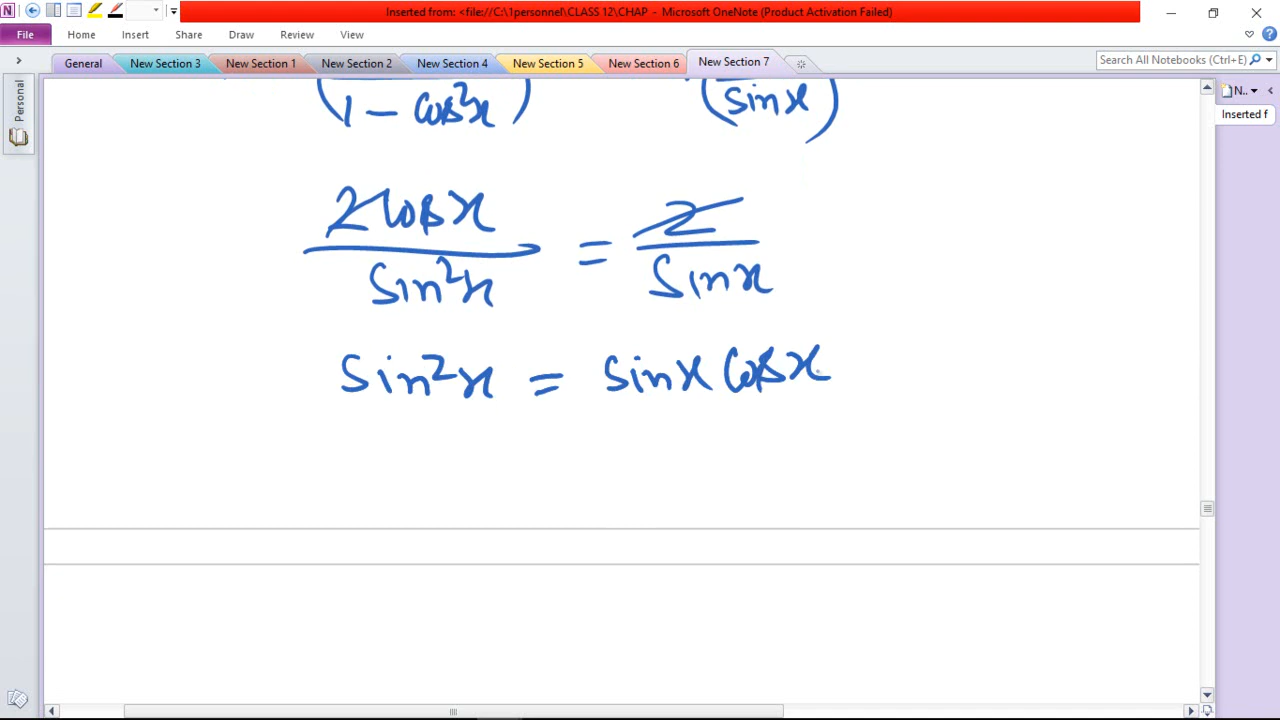 Inserted from: <file://C:\1personnel\CLASS 12\CHAP - Microsoft OneNote (Product Activation Failed)
File Home Insert Share Draw Review View
General New Section 3 New Section 1 New Section 2 New Section 4 New Section 5 New Section 6 New Section 7 Search All Notebooks (Ctrl+E)
Personal
N..
Inserted f
1 - cos²x sinx
2 cosx / sin²x = 2 / sinx
sin²x = sinx cosx